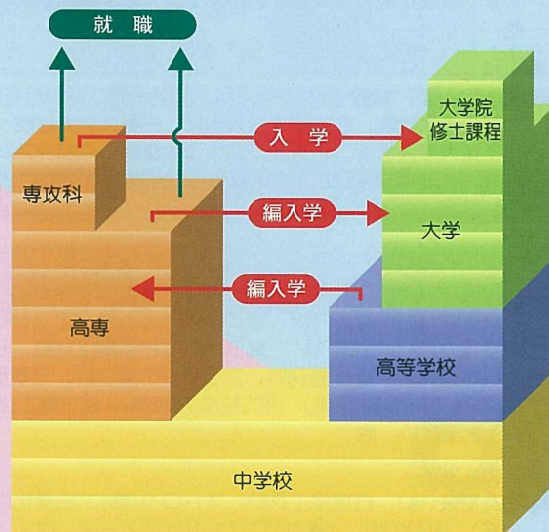 就 職
大学院
修士課程
入 学
専攻科
編入学
大学
編入学
高専
高等学校
中学校